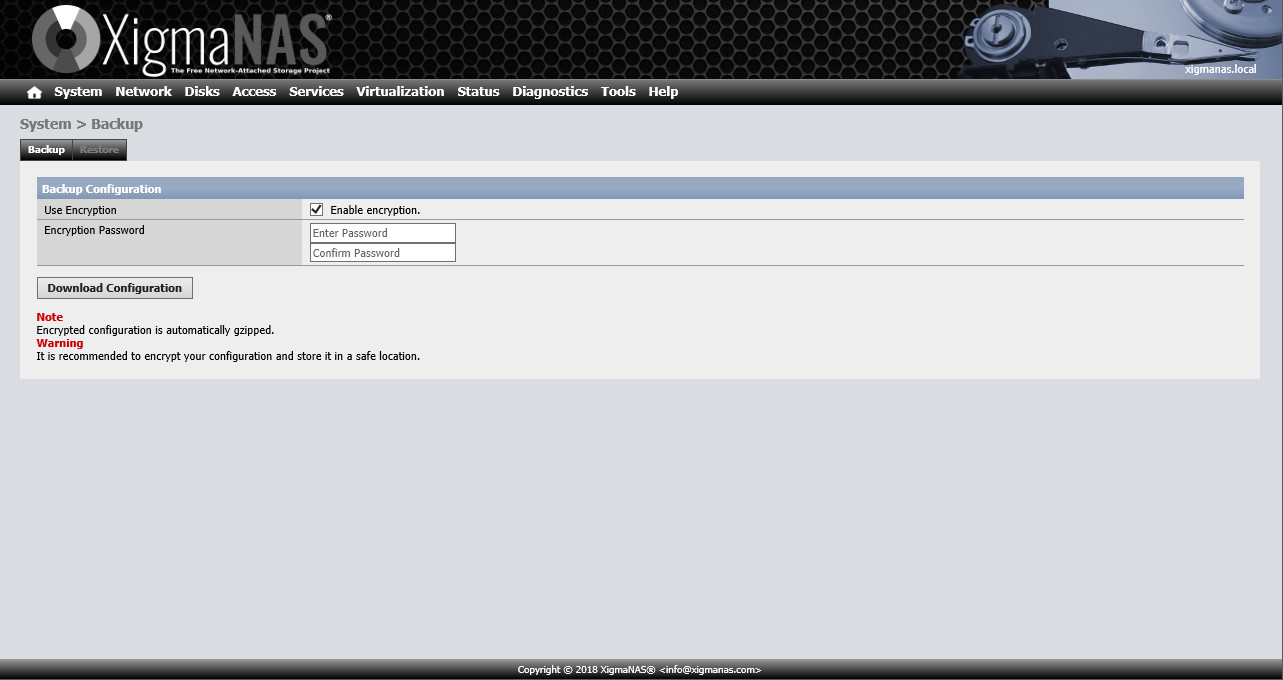 XigmaNAS®
The Free Network-Attached Storage Project
xigmanas.local
System Network Disks Access Services Virtualization Status Diagnostics Tools Help
System > Backup
Backup Restore
Backup Configuration
Use Encryption Enable encryption.
Encryption Password Enter Password
Confirm Password
Download Configuration
Note
Encrypted configuration is automatically gzipped.
Warning
It is recommended to encrypt your configuration and store it in a safe location.
Copyright © 2018 XigmaNAS® <info@xigmanas.com>